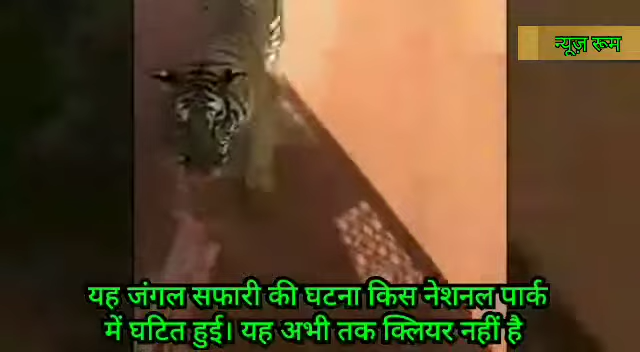 न्यूज़ रूम
यह जंगल सफारी की घटना किस नेशनल पार्क
में घटित हुई। यह अभी तक क्लियर नहीं है